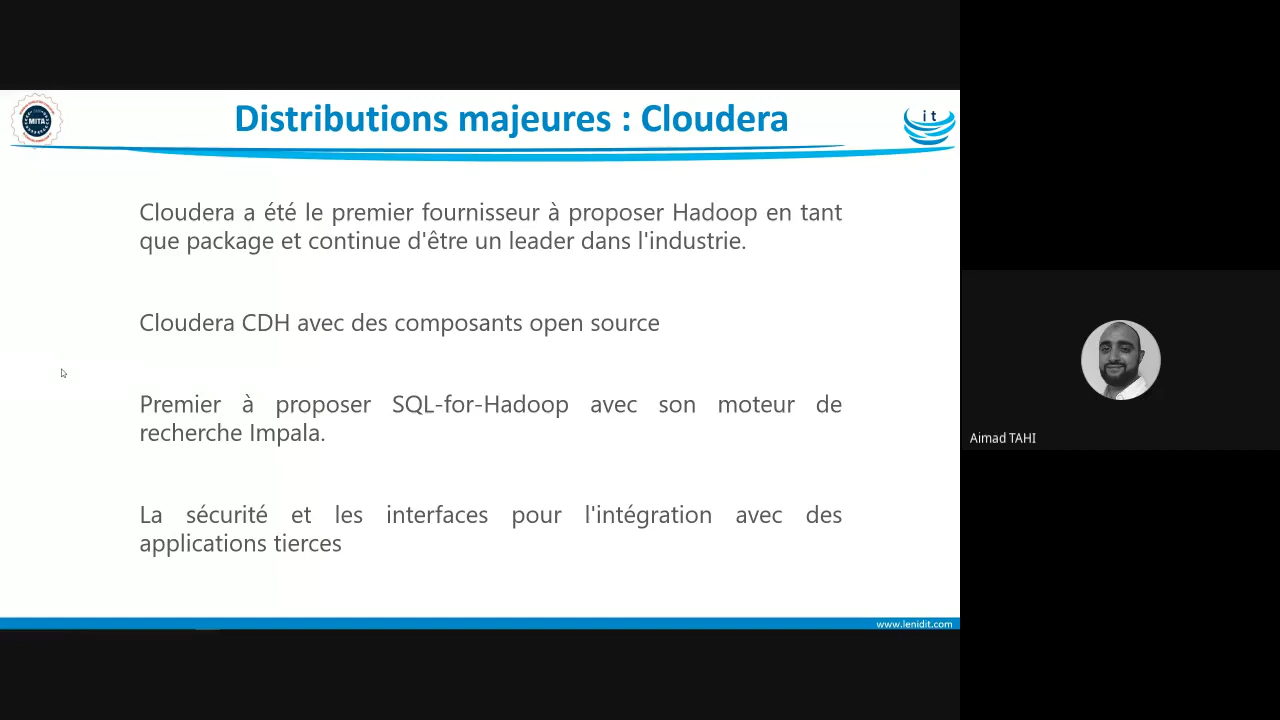 MITA
Distributions majeures : Cloudera
it
Cloudera a été le premier fournisseur à proposer Hadoop en tant
que package et continue d'être un leader dans l'industrie.
Cloudera CDH avec des composants open source
Premier à proposer SQL-for-Hadoop avec son moteur de
recherche Impala.
La sécurité et les interfaces pour l'intégration avec des
applications tierces
www.lenidit.com
Aimad TAHI